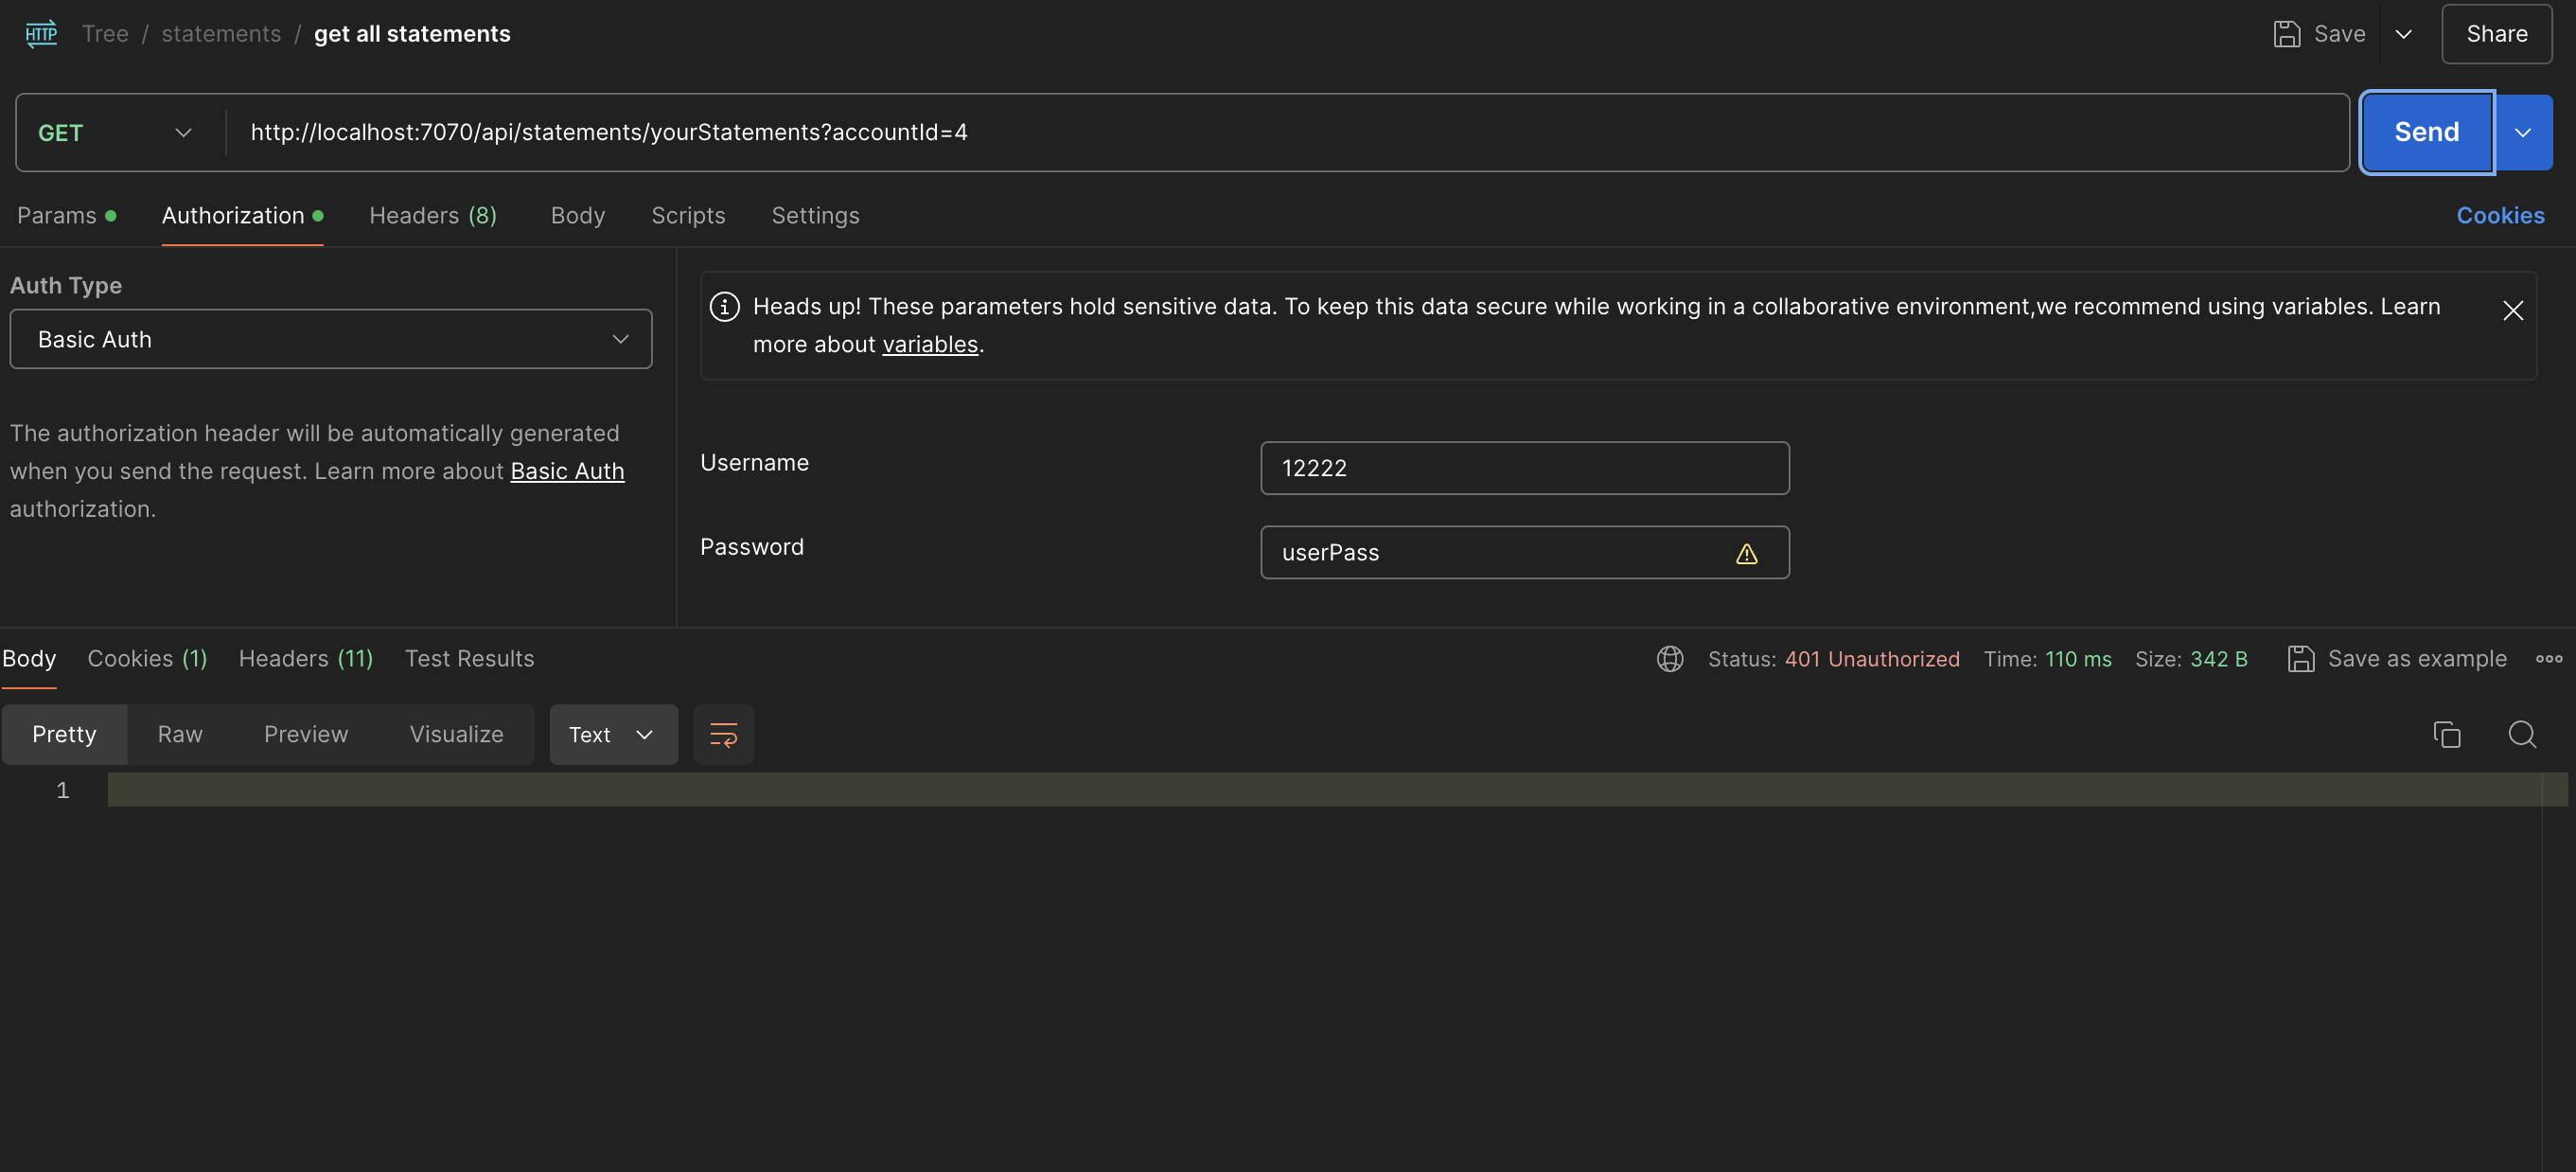 HTTP Tree / statements / get all statements Save Share
GET http://localhost:7070/api/statements/yourStatements?accountId=4 Send
Params Authorization Headers (8) Body Scripts Settings Cookies
Auth Type
Basic Auth
The authorization header will be automatically generated
when you send the request. Learn more about Basic Auth
authorization.
Heads up! These parameters hold sensitive data. To keep this data secure while working in a collaborative environment,we recommend using variables. Learn
more about variables.
Username 12222
Password userPass
Body Cookies (1) Headers (11) Test Results Status: 401 Unauthorized Time: 110 ms Size: 342 B Save as example
Pretty Raw Preview Visualize Text
1